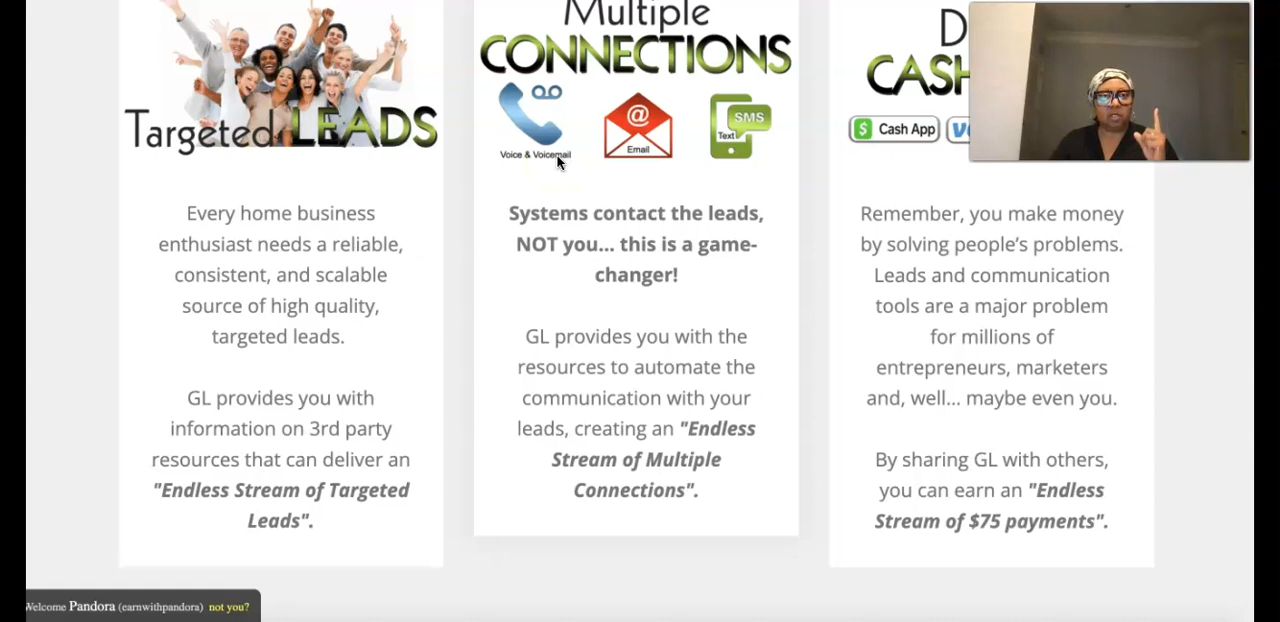 Targeted LEADS
Every home business
enthusiast needs a reliable,
consistent, and scalable
source of high quality,
targeted leads.
GL provides you with
information on 3rd party
resources that can deliver an
"Endless Stream of Targeted
Leads".
Multiple
CONNECTIONS
Voice & Voicemail
@
Email
Text
SMS
Systems contact the leads,
NOT you... this is a game-
changer!
GL provides you with the
resources to automate the
communication with your
leads, creating an "Endless
Stream of Multiple
Connections".
CASH
$ Cash App
Remember, you make money
by solving people’s problems.
Leads and communication
tools are a major problem
for millions of
entrepreneurs, marketers
and, well... maybe even you.
By sharing GL with others,
you can earn an "Endless
Stream of $75 payments".
Welcome Pandora (earnwithpandora) not you?